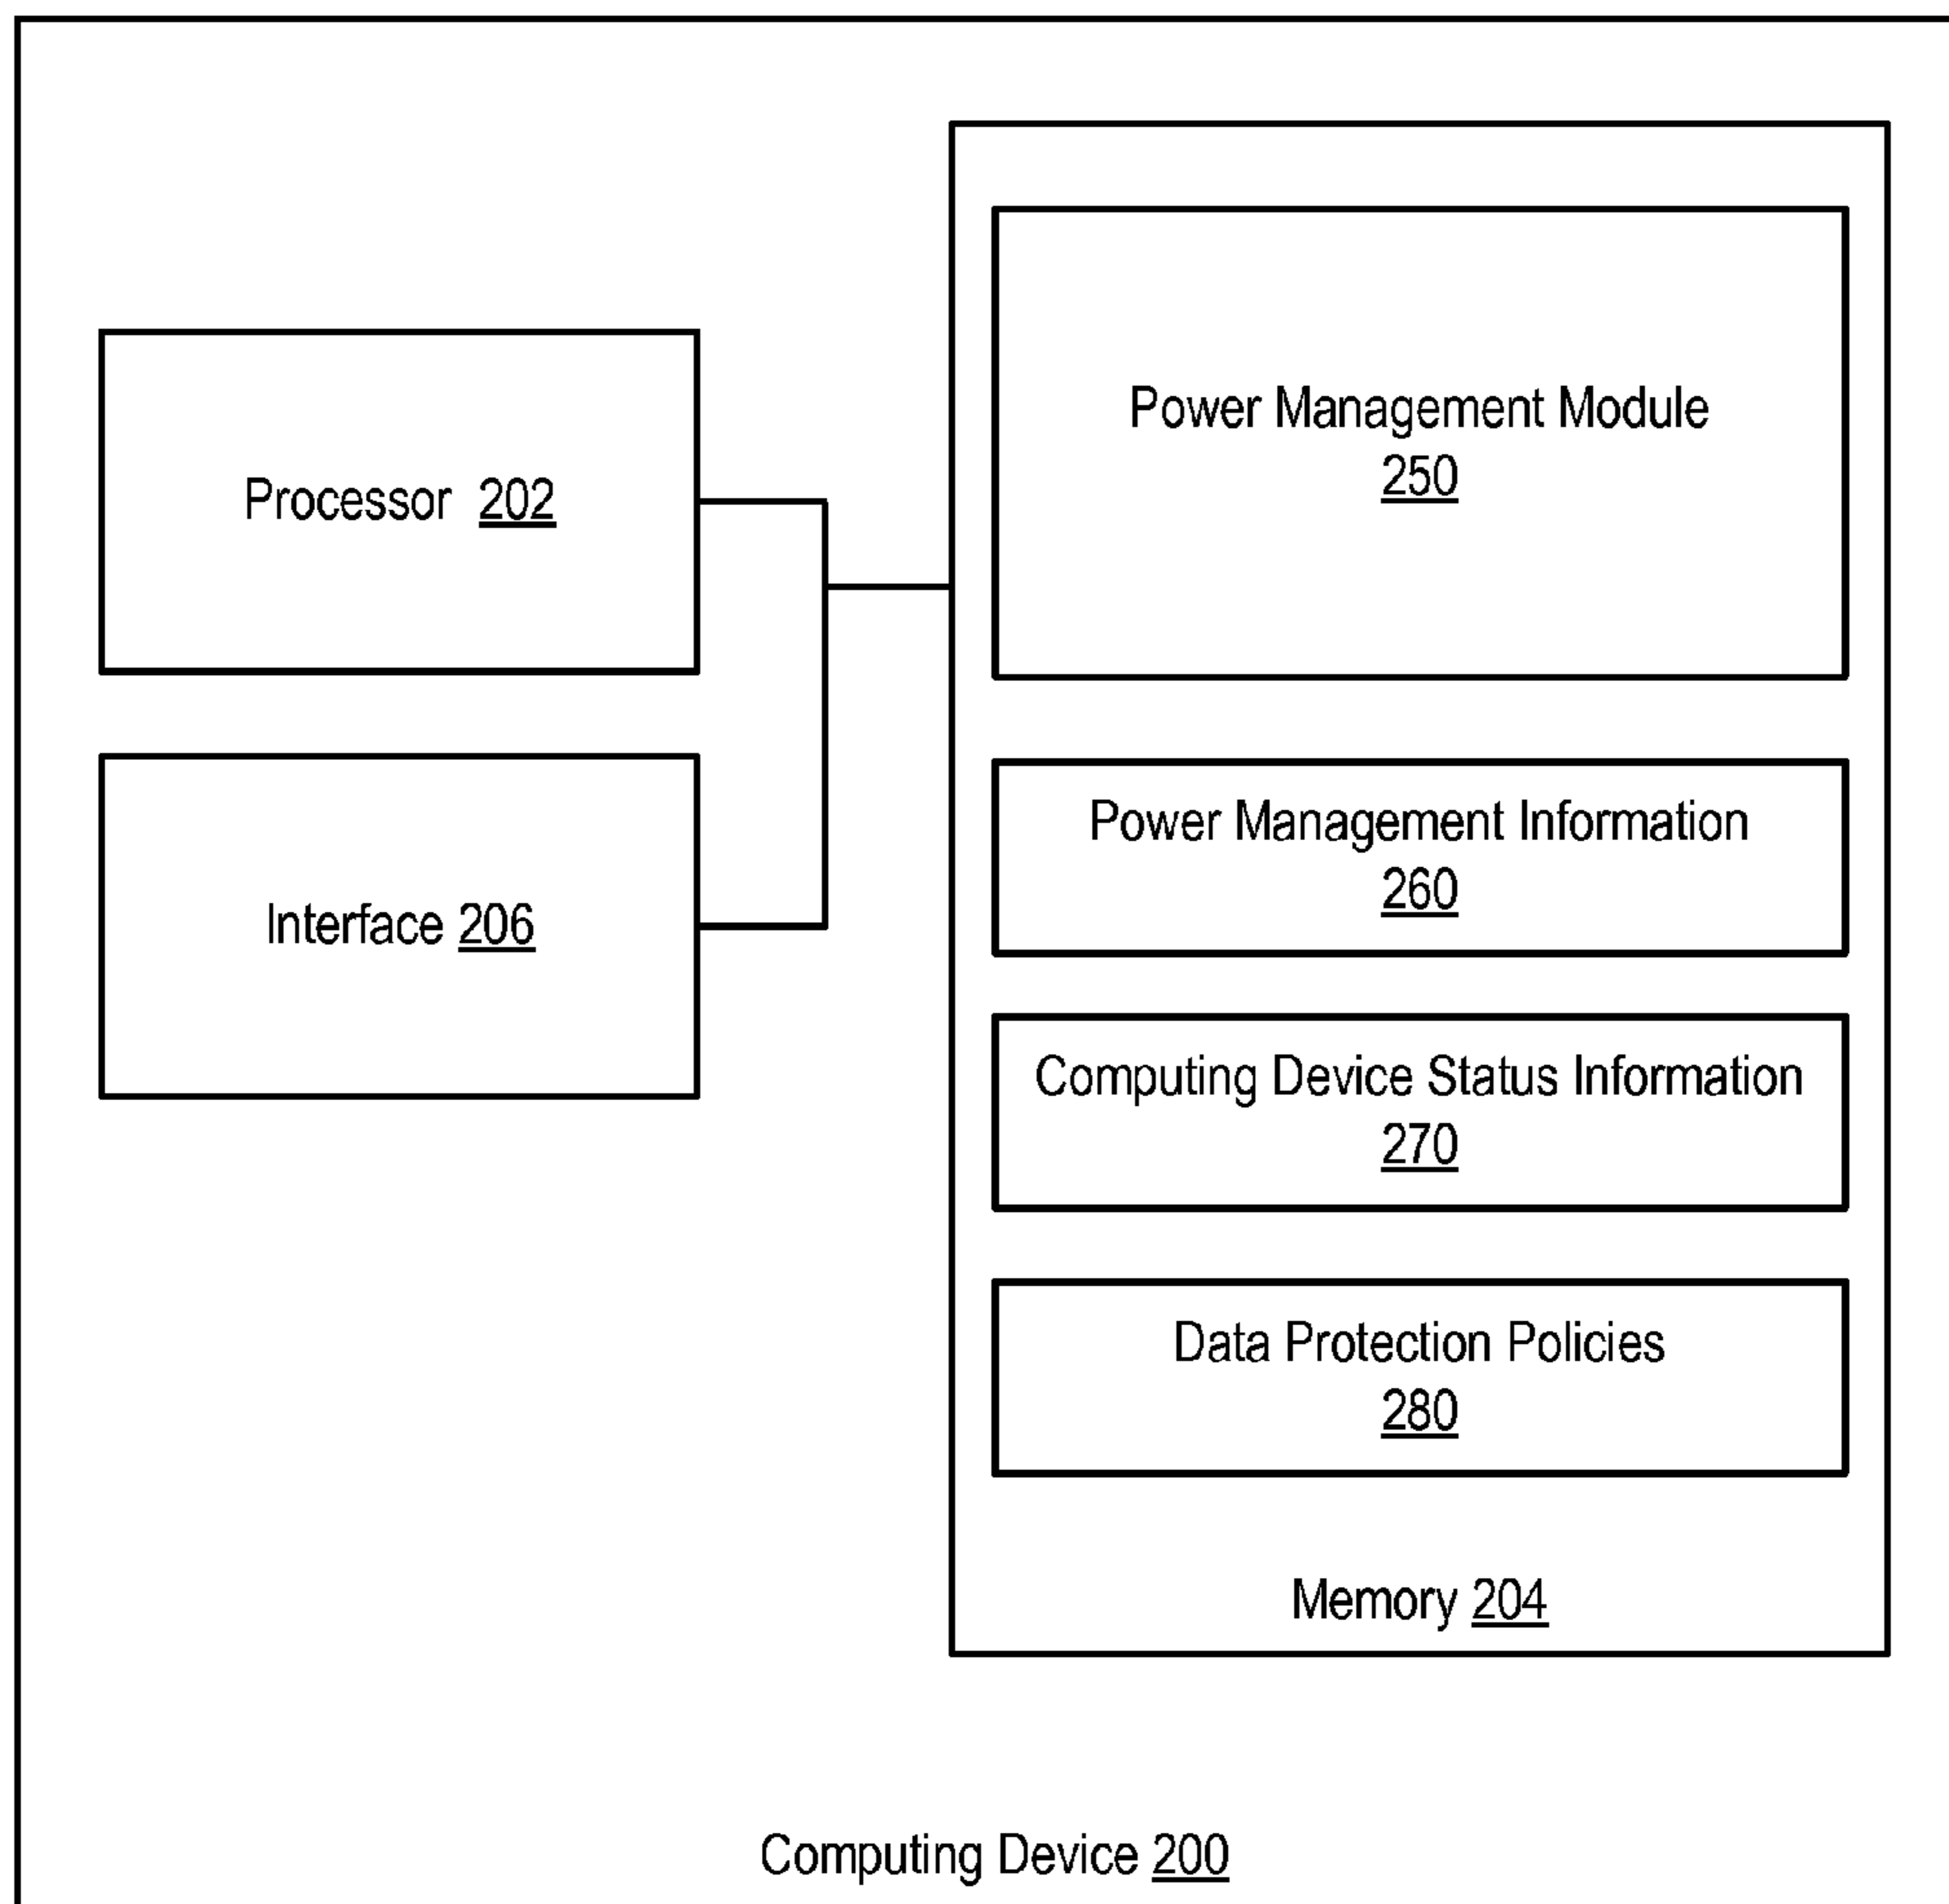 Processor 202
Interface 206
Power Management Module
250
Power Management Information
260
Computing Device Status Information
270
Data Protection Policies
280
Memory 204
Computing Device 200